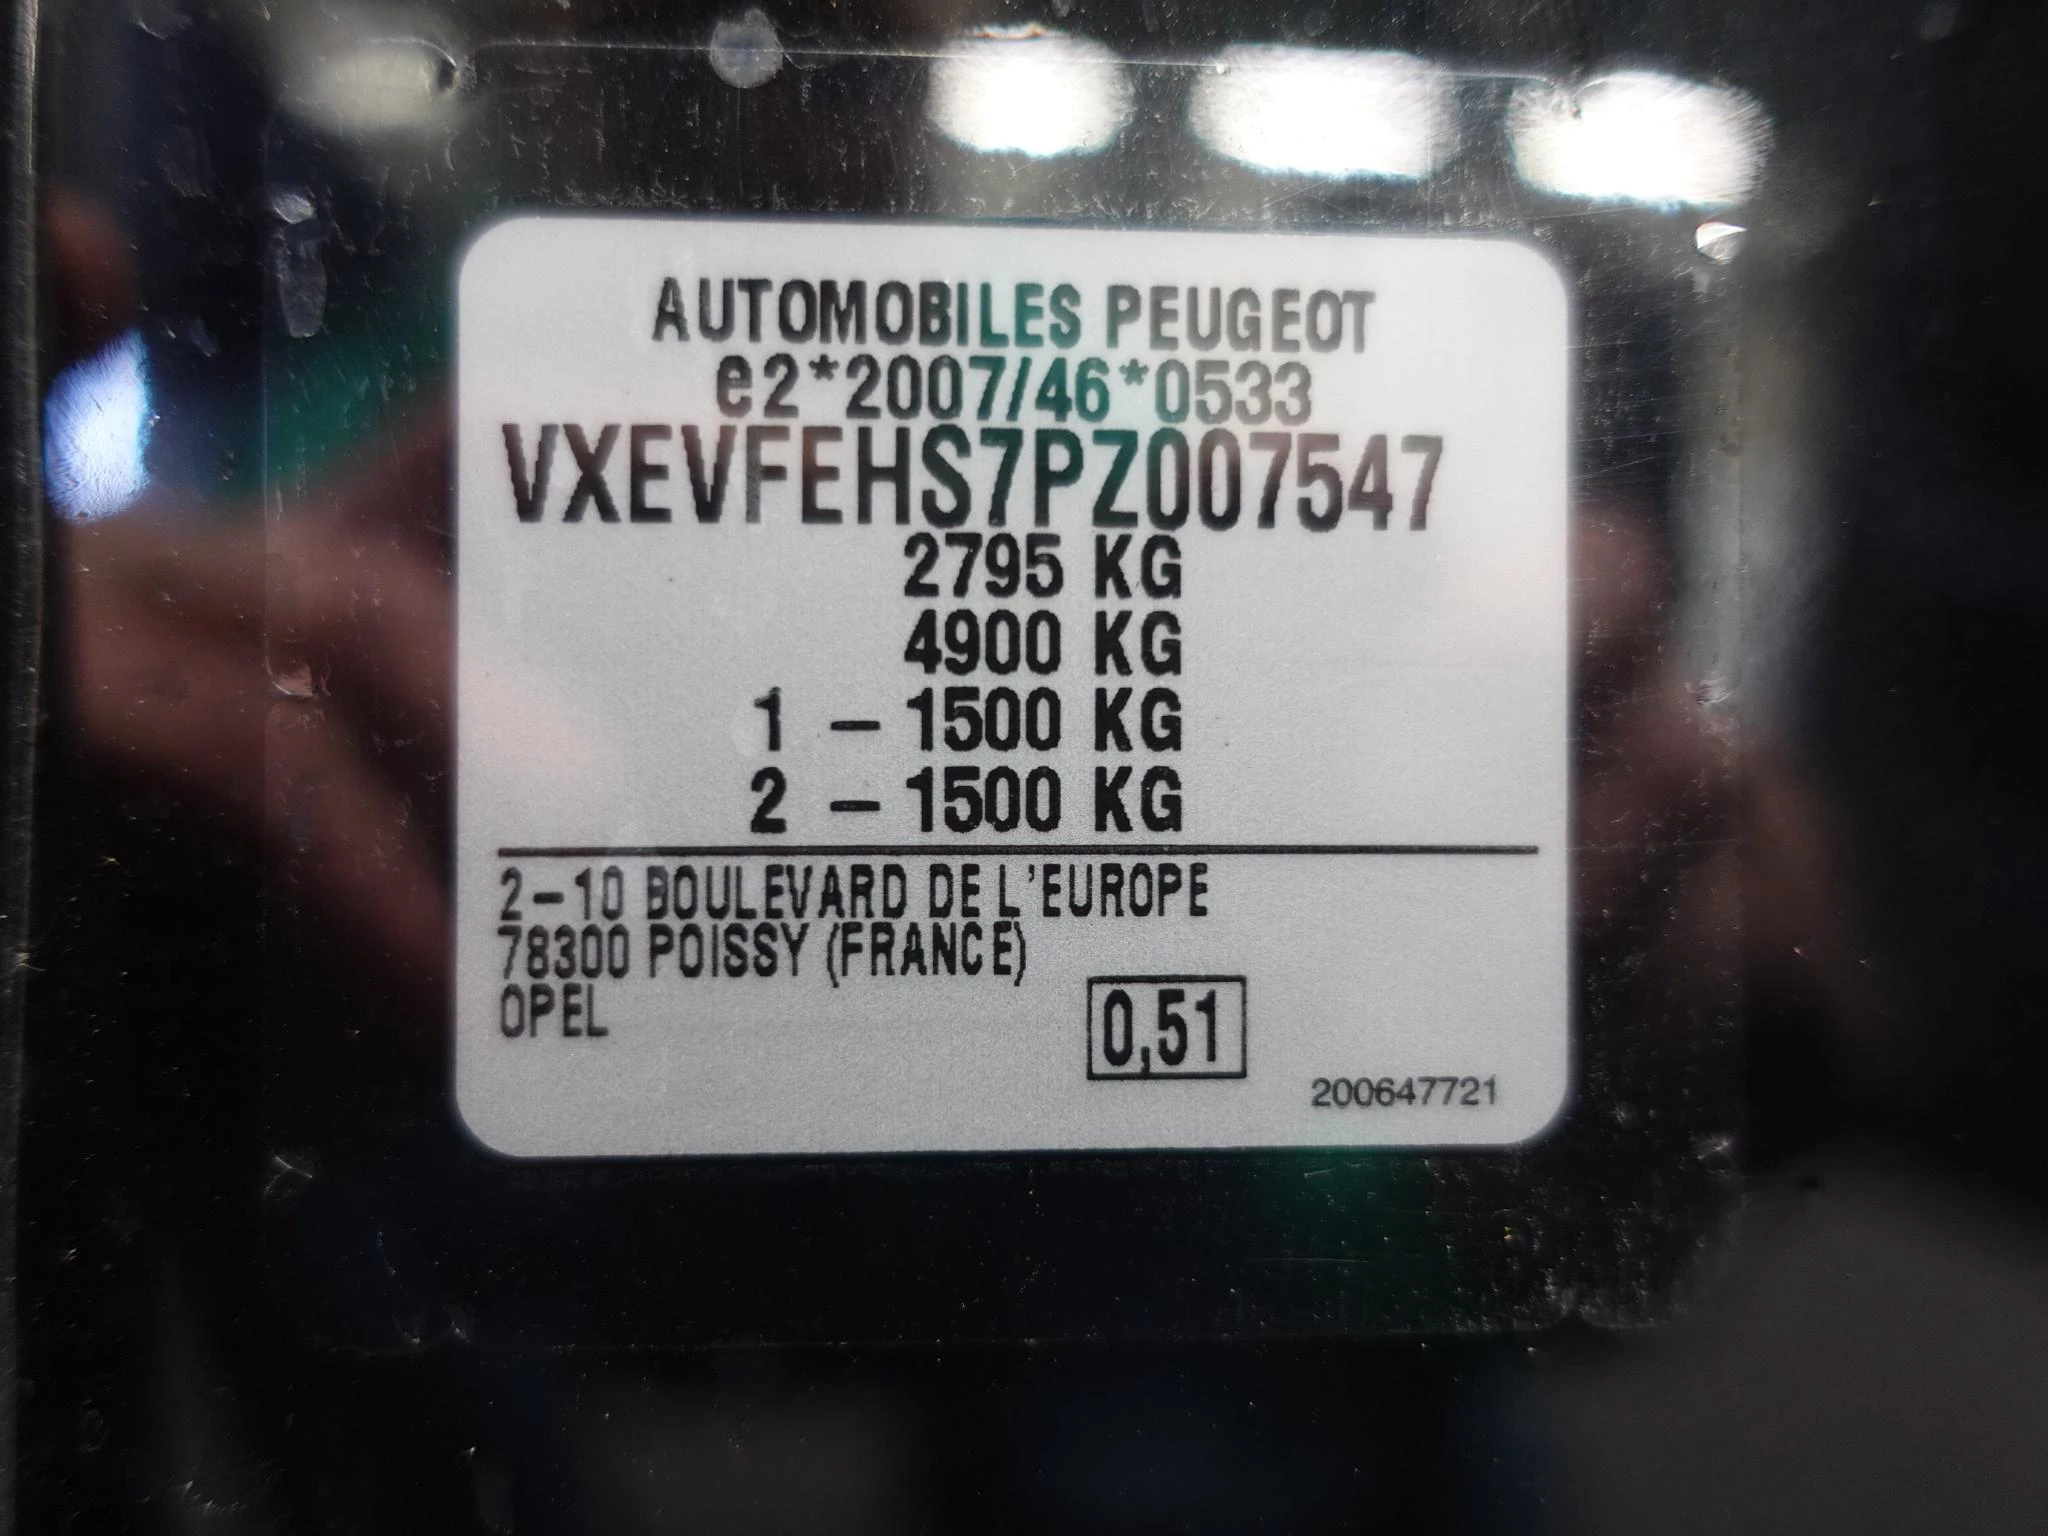 AUTOMOBILES PEUGEOT
e2*2007/46*0533
VXEVFEHS7PZ007547
2795 KG
4900 KG
1 – 1500 KG
2 – 1500 KG
2–10 BOULEVARD DE L'EUROPE
78300 POISSY (FRANCE)
OPEL
0,51
200647721